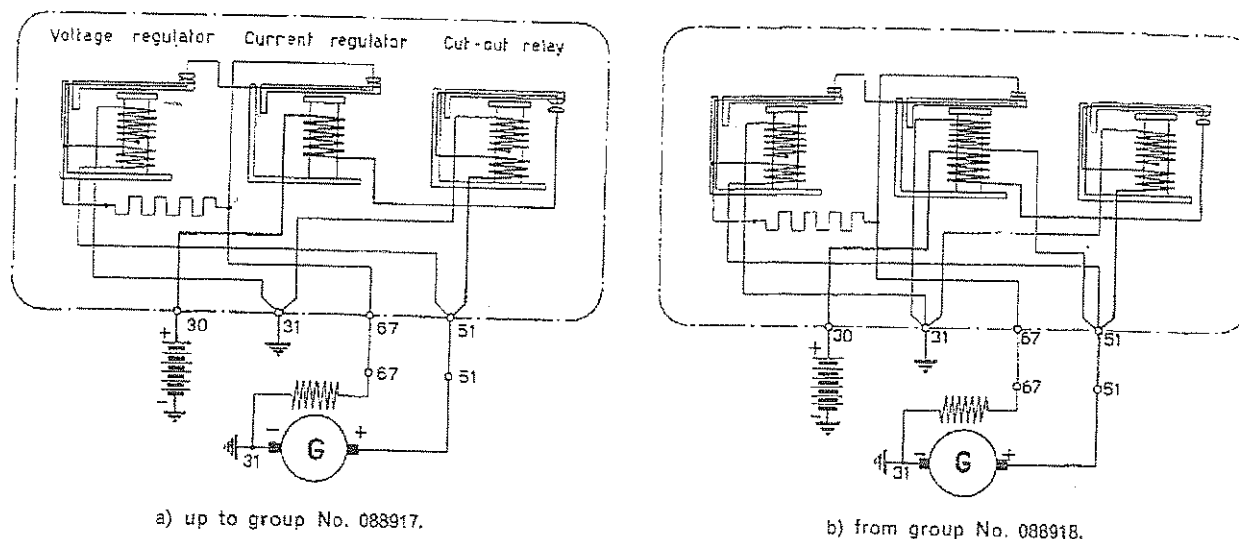 Voltage regulator Current regulator Cut-out relay
30 31 67 51
+
67 51
-
- +
G
31
a) up to group No. 088917.
30 31 67 51
+
67 51
-
- +
G
31
b) from group No. 088918.